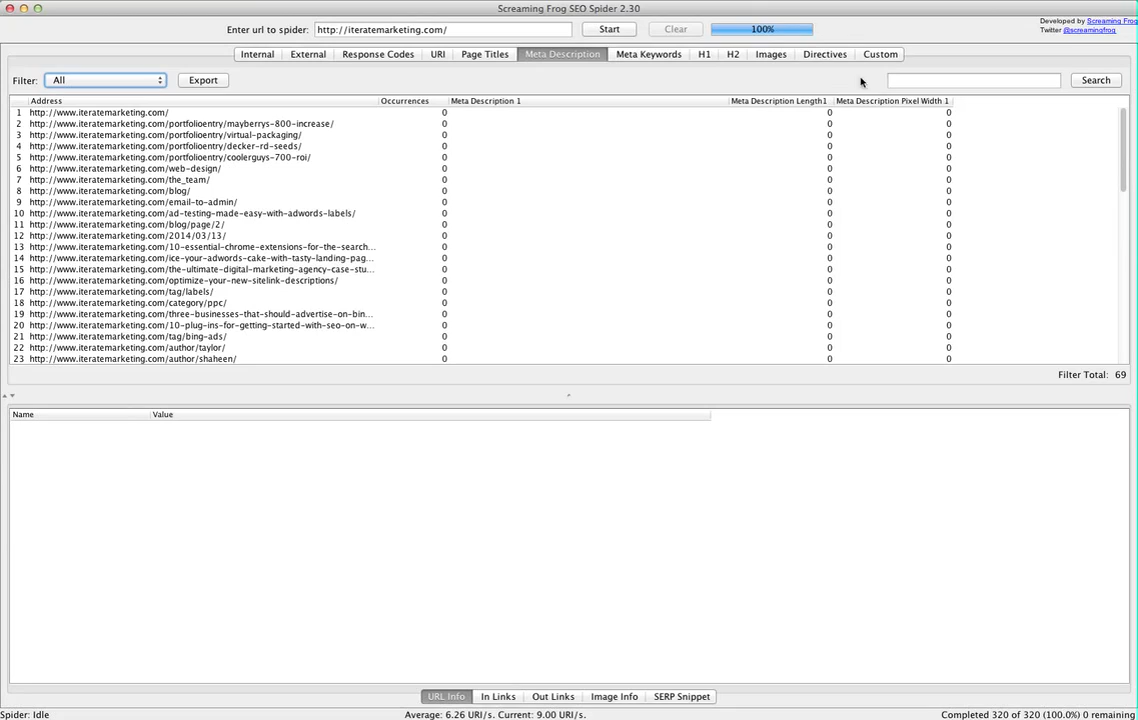 Screaming Frog SEO Spider 2.30
Enter url to spider: http://iteratemarketing.com/ Start Clear 100% Developed by Screaming Frog
Twitter @screamingfrog
Internal External Response Codes URI Page Titles Meta Description Meta Keywords H1 H2 Images Directives Custom
Filter: All Export Search
Address Occurrences Meta Description 1 Meta Description Length1 Meta Description Pixel Width 1
1 http://www.iteratemarketing.com/ 0 0 0
2 http://www.iteratemarketing.com/portfolioentry/mayberrys-800-increase/ 0 0 0
3 http://www.iteratemarketing.com/portfolioentry/virtual-packaging/ 0 0 0
4 http://www.iteratemarketing.com/portfolioentry/decker-rd-seeds/ 0 0 0
5 http://www.iteratemarketing.com/portfolioentry/coolerguys-700-roi/ 0 0 0
6 http://www.iteratemarketing.com/web-design/ 0 0 0
7 http://www.iteratemarketing.com/the_team/ 0 0 0
8 http://www.iteratemarketing.com/blog/ 0 0 0
9 http://www.iteratemarketing.com/email-to-admin/ 0 0 0
10 http://www.iteratemarketing.com/ad-testing-made-easy-with-adwords-labels/ 0 0 0
11 http://www.iteratemarketing.com/blog/page/2/ 0 0 0
12 http://www.iteratemarketing.com/2014/03/13/ 0 0 0
13 http://www.iteratemarketing.com/10-essential-chrome-extensions-for-the-search... 0 0 0
14 http://www.iteratemarketing.com/ice-your-adwords-cake-with-tasty-landing-pag... 0 0 0
15 http://www.iteratemarketing.com/the-ultimate-digital-marketing-agency-case-stu... 0 0 0
16 http://www.iteratemarketing.com/optimize-your-new-sitelink-descriptions/ 0 0 0
17 http://www.iteratemarketing.com/tag/labels/ 0 0 0
18 http://www.iteratemarketing.com/category/ppc/ 0 0 0
19 http://www.iteratemarketing.com/three-businesses-that-should-advertise-on-bin... 0 0 0
20 http://www.iteratemarketing.com/10-plug-ins-for-getting-started-with-seo-on-w... 0 0 0
21 http://www.iteratemarketing.com/tag/bing-ads/ 0 0 0
22 http://www.iteratemarketing.com/author/taylor/ 0 0 0
23 http://www.iteratemarketing.com/author/shaheen/ 0 0 0
Filter Total: 69
Name Value
URL Info In Links Out Links Image Info SERP Snippet
Spider: Idle Average: 6.26 URI/s. Current: 9.00 URI/s. Completed 320 of 320 (100.0%) 0 remaining